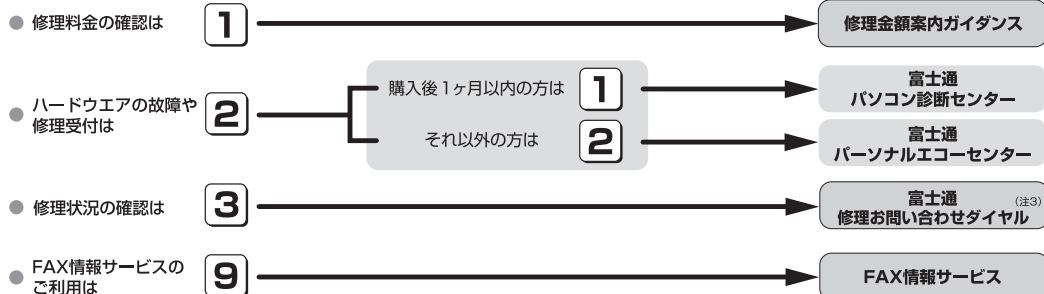 ● 修理料金の確認は 1 修理金額案内ガイダンス
● ハードウエアの故障や
修理受付は 2
購入後1ヶ月以内の方は 1 富士通
パソコン診断センター
それ以外の方は 2 富士通
パーソナルエコーセンター
● 修理状況の確認は 3 富士通 (注3)
修理お問い合わせダイヤル
● FAX情報サービスの
ご利用は 9 FAX情報サービス